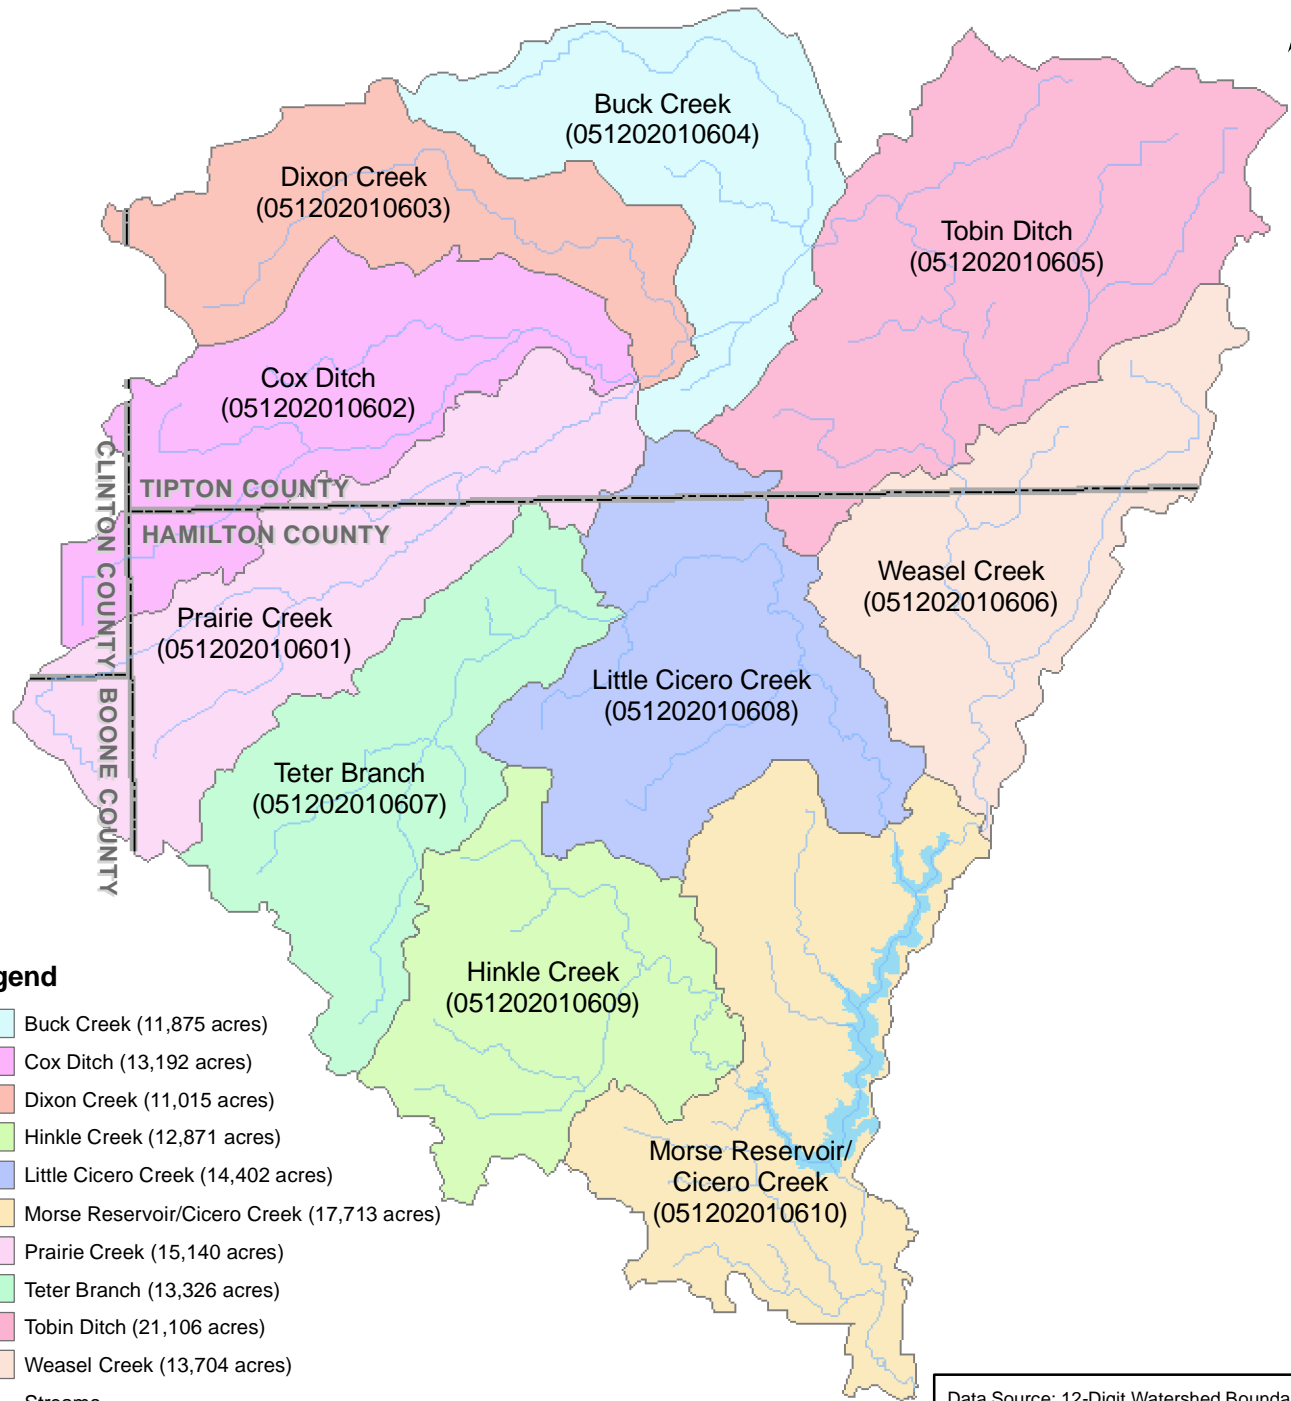 Buck Creek
(051202010604)
Dixon Creek
(051202010603)
Tobin Ditch
(051202010605)
Cox Ditch
(051202010602)
TIPTON COUNTY
HAMILTON COUNTY
CLINTON COUNTY
BOONE COUNTY
Weasel Creek
(051202010606)
Prairie Creek
(051202010601)
Little Cicero Creek
(051202010608)
Teter Branch
(051202010607)
Hinkle Creek
(051202010609)
Morse Reservoir/
Cicero Creek
(051202010610)
gend
Buck Creek (11,875 acres)
Cox Ditch (13,192 acres)
Dixon Creek (11,015 acres)
Hinkle Creek (12,871 acres)
Little Cicero Creek (14,402 acres)
Morse Reservoir/Cicero Creek (17,713 acres)
Prairie Creek (15,140 acres)
Teter Branch (13,326 acres)
Tobin Ditch (21,106 acres)
Weasel Creek (13,704 acres)
Streams
Data Source: 12-Digit Watershed Bounda